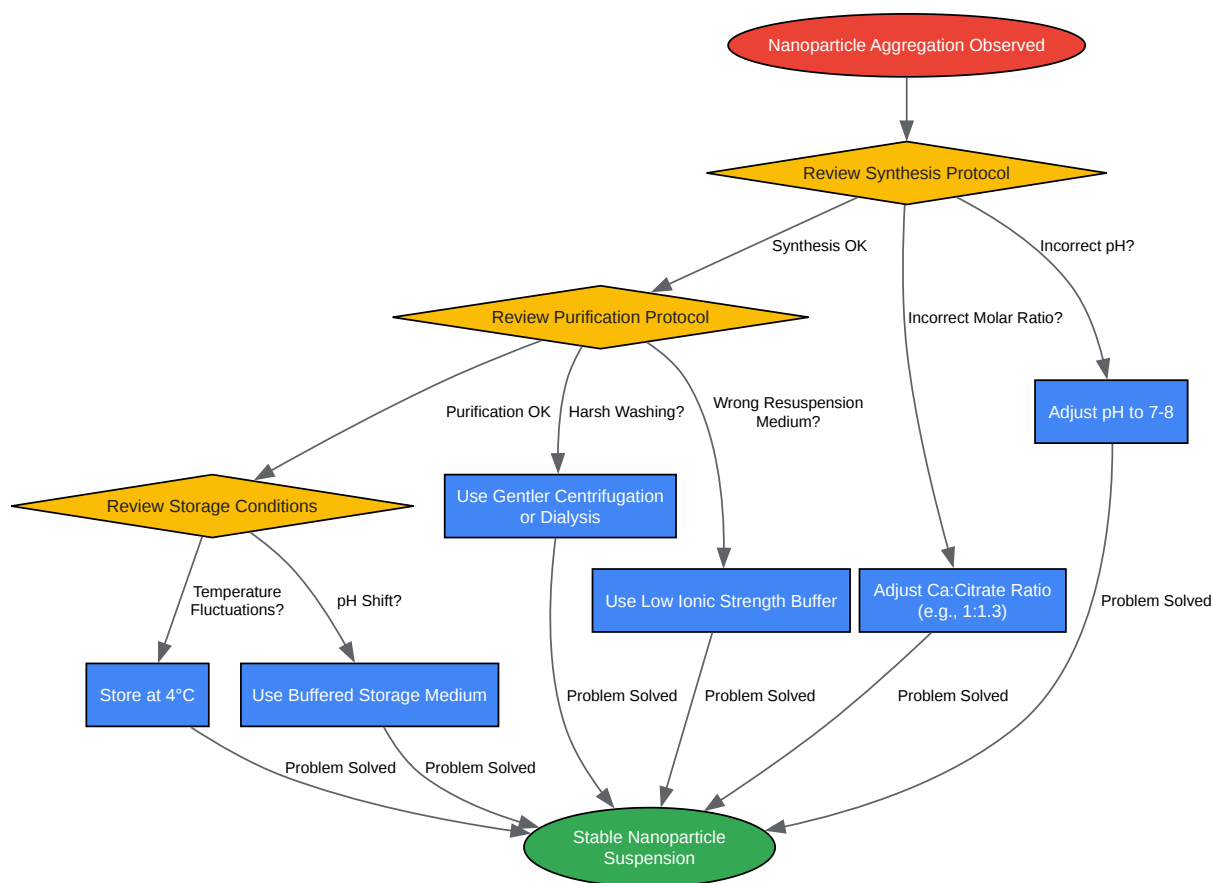 Nanoparticle Aggregation Observed
Review Synthesis Protocol
Synthesis OK
Incorrect pH?
Review Purification Protocol
Incorrect Molar Ratio?
Purification OK
Harsh Washing?
Wrong Resuspension
Medium?
Adjust pH to 7-8
Review Storage Conditions
Use Gentler Centrifugation
or Dialysis
Temperature
Fluctuations?
pH Shift?
Use Low Ionic Strength Buffer
Adjust Ca:Citrate Ratio
(e.g., 1:1.3)
Problem Solved
Store at 4°C
Use Buffered Storage Medium
Problem Solved
Problem Solved
Problem Solved
Problem Solved
Problem Solved
Stable Nanoparticle
Suspension